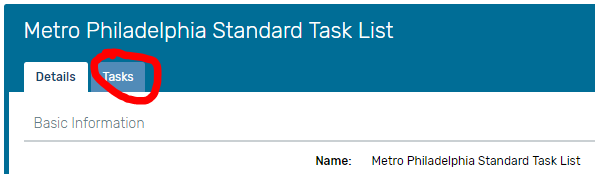 Metro Philadelphia Standard Task List
Details Tasks
Basic Information
Name: Metro Philadelphia Standard Task List